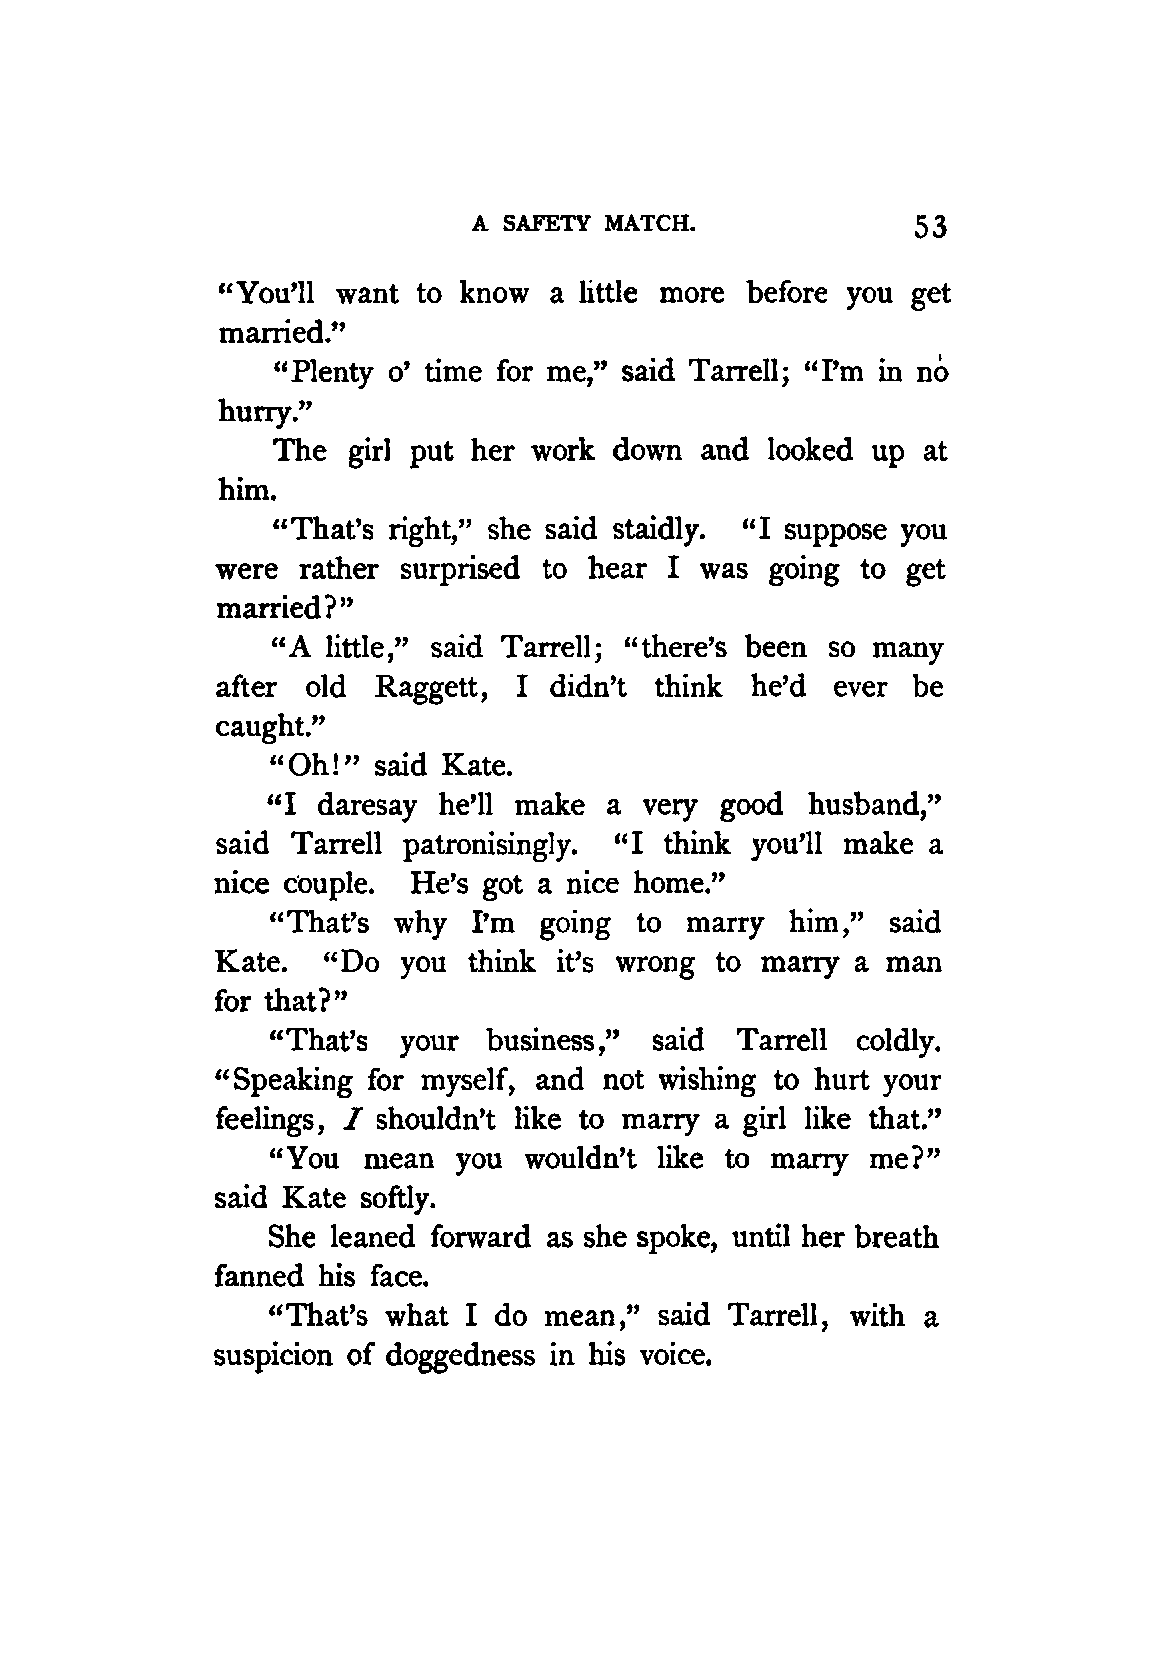 A SAFETY MATCH. 53
“You’ll want to know a little more before you get
married.”
“Plenty o’ time for me,” said Tarrell; “I’m in no
hurry.”
The girl put her work down and looked up at
him.
“That’s right,” she said staidly. “I suppose you
were rather surprised to hear I was going to get
married?”
“A little,” said Tarrell; “there’s been so many
after old Raggett, I didn’t think he’d ever be
caught.”
“Oh!” said Kate.
“I daresay he’ll make a very good husband,”
said Tarrell patronisingly. “I think you’ll make a
nice couple. He’s got a nice home.”
“That’s why I’m going to marry him,” said
Kate. “Do you think it’s wrong to marry a man
for that?”
“That’s your business,” said Tarrell coldly.
“Speaking for myself, and not wishing to hurt your
feelings, I shouldn’t like to marry a girl like that.”
“You mean you wouldn’t like to marry me?”
said Kate softly.
She leaned forward as she spoke, until her breath
fanned his face.
“That’s what I do mean,” said Tarrell, with a
suspicion of doggedness in his voice.